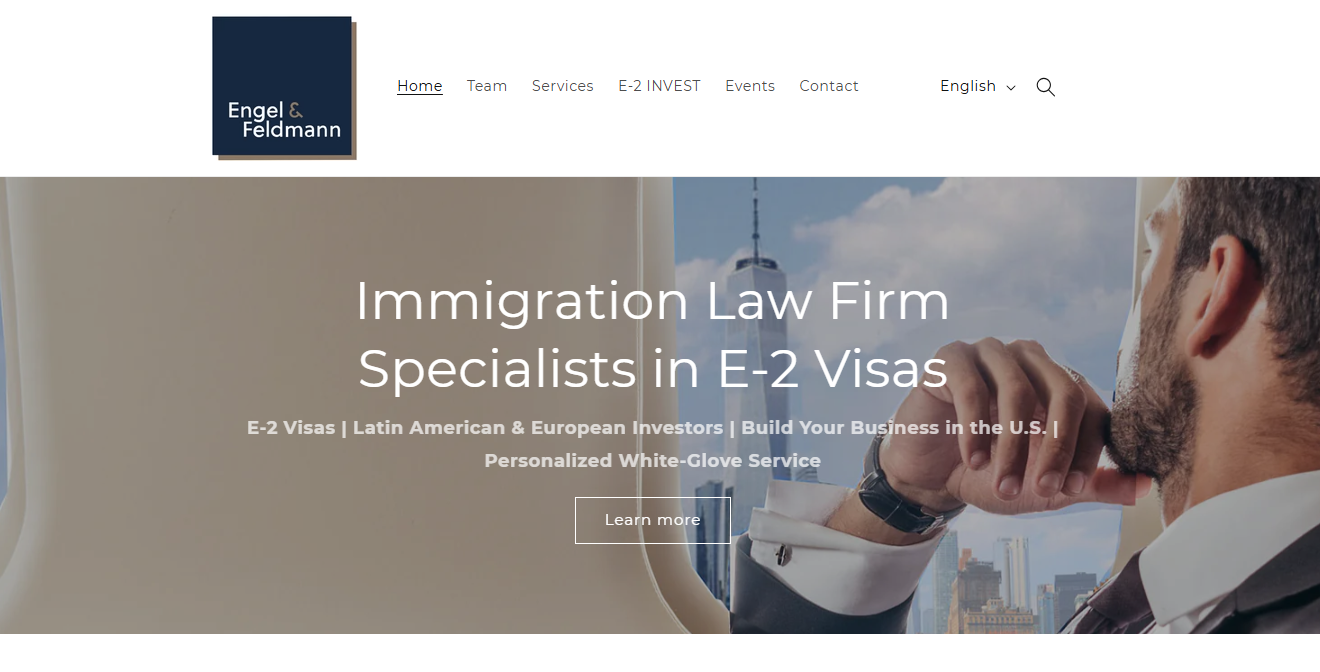 Engel &
Feldmann
Home Team Services E-2 INVEST Events Contact English
Immigration Law Firm
Specialists in E-2 Visas
E-2 Visas | Latin American & European Investors | Build Your Business in the U.S. |
Personalized White-Glove Service
Learn more